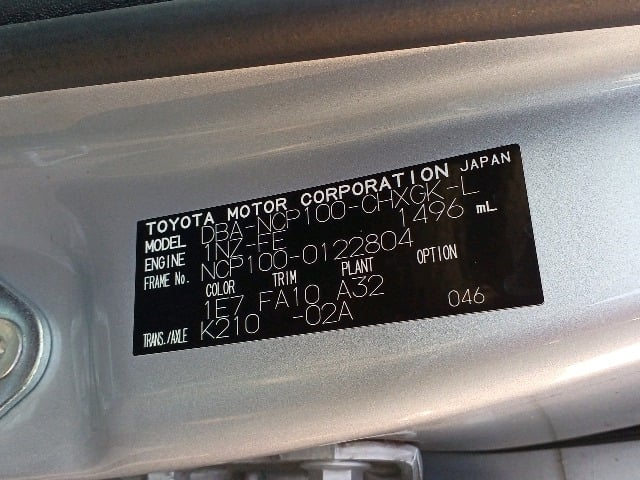 TOYOTA MOTOR CORPORATION JAPAN
MODEL DBA-NCP100-CHXGK-L
ENGINE 1NZ-FE 1496 mL
FRAME No. NCP100-0122804
COLOR TRIM PLANT OPTION
1E7 FA10 A32
TRANS./AXLE K210 -02A 046